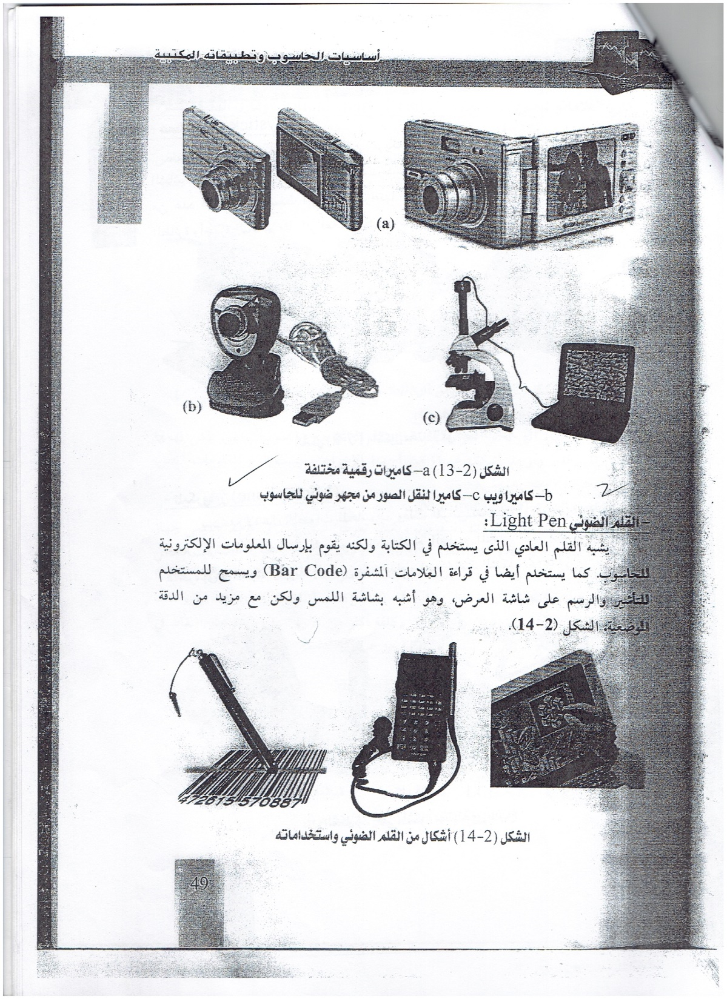 أساسيات الحاسوب وتطبيقاته المكتبية
(a)
(b)
(c)
الشكل (2-13) a- كاميرات رقمية مختلفة
b- كاميرا ويب c- كاميرا لنقل الصور من مجهر ضوئي للحاسوب
- القلم الضوئي Light Pen:
يشبه القلم العادي الذى يستخدم في الكتابة ولكنه يقوم بإرسال المعلومات الإلكترونية
للحاسوب. كما يستخدم أيضا في قراءة العلامات المشفرة (Bar Code) ويسمح للمستخدم
للتأشير والرسم على شاشة العرض، وهو أشبه بشاشة اللمس ولكن مع مزيد من الدقة
الموضعية، الشكل (2-14).
472615 570887
الشكل (2-14) أشكال من القلم الضوئي واستخداماته
49